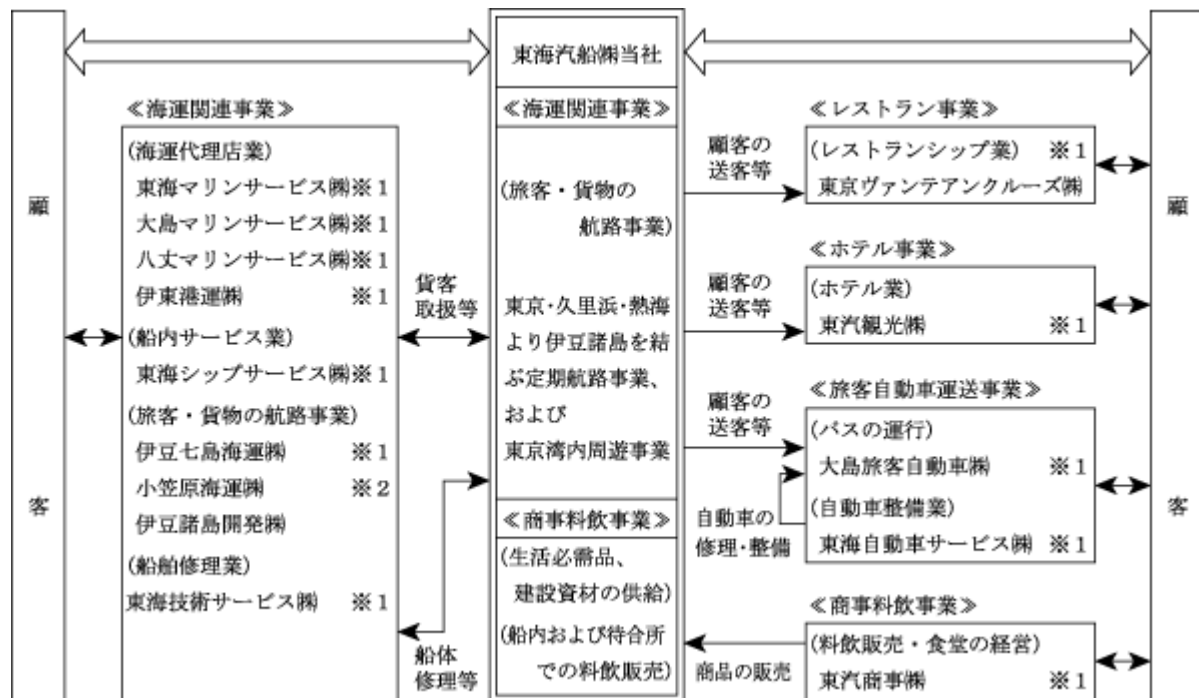 顧
客
≪海運関連事業≫
(海運代理店業)
東海マリンサービス㈱※1
大島マリンサービス㈱※1
八丈マリンサービス㈱※1
伊東港運㈱ ※1
(船内サービス業)
東海シップサービス㈱※1
(旅客・貨物の航路事業)
伊豆七島海運㈱ ※1
小笠原海運㈱ ※2
伊豆諸島開発㈱
(船舶修理業)
東海技術サービス㈱ ※1
貨客
取扱等
船体
修理等
東海汽船㈱当社
≪海運関連事業≫
(旅客・貨物の
航路事業)
東京・久里浜・熱海
より伊豆諸島を結
ぶ定期航路事業、
および
東京湾内周遊事業
≪商事料飲事業≫
(生活必需品、
建設資材の供給)
(船内および待合所
での料飲販売)
顧客の
送客等
顧客の
送客等
顧客の
送客等
自動車の
修理・整備
商品の販売
≪レストラン事業≫
(レストランシップ業) ※1
東京ヴァンテアンクルーズ㈱
≪ホテル事業≫
(ホテル業)
東汽観光㈱ ※1
≪旅客自動車運送事業≫
(バスの運行)
大島旅客自動車㈱ ※1
(自動車整備業)
東海自動車サービス㈱ ※1
≪商事料飲事業≫
(料飲販売・食堂の経営)
東汽商事㈱ ※1
顧
客